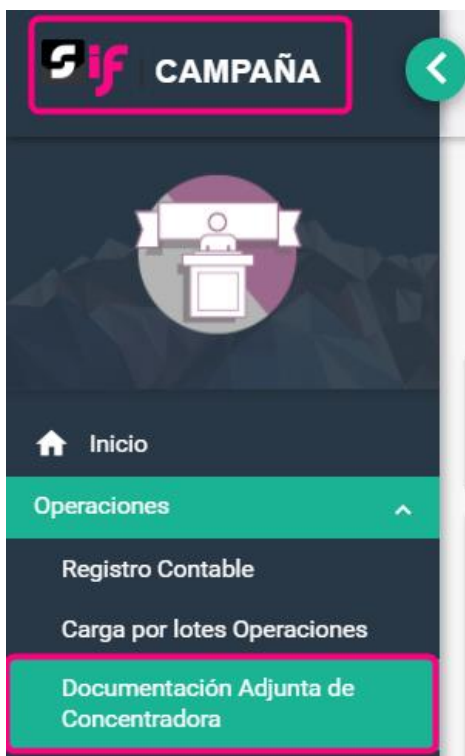 Sif CAMPAÑA
Inicio
Operaciones
Registro Contable
Carga por lotes Operaciones
Documentación Adjunta de
Concentradora